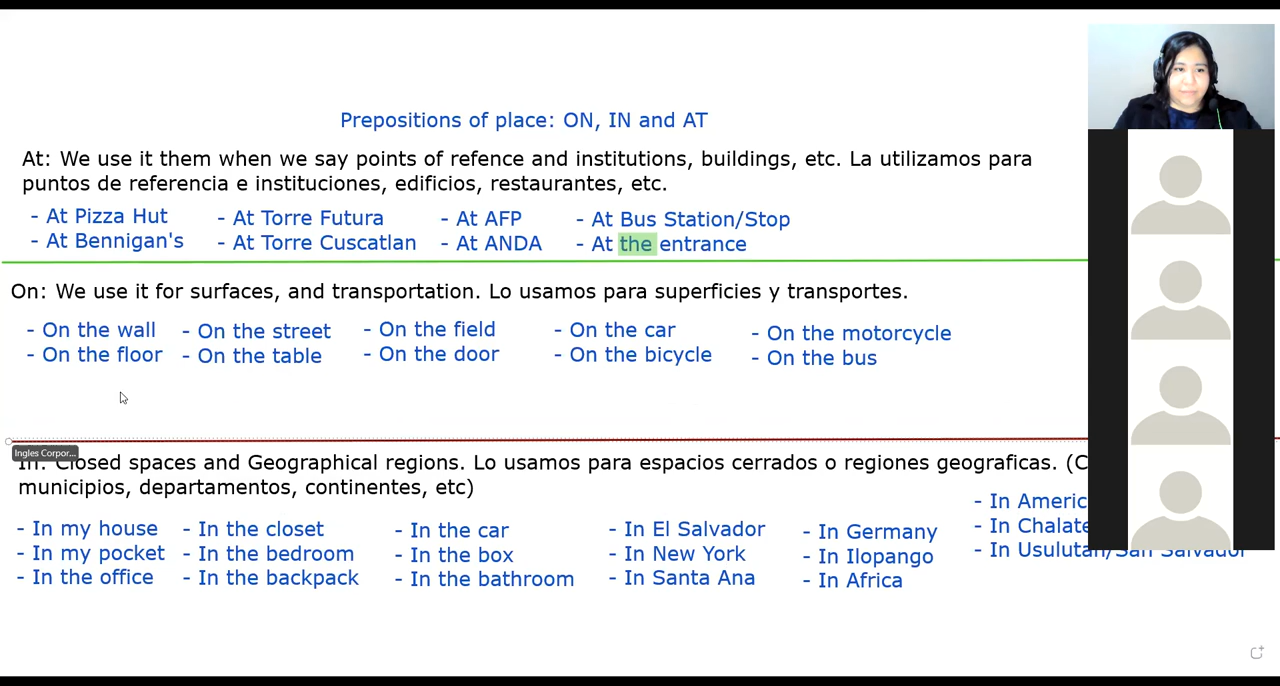 Prepositions of place: ON, IN and AT
At: We use it them when we say points of refence and institutions, buildings, etc. La utilizamos para
puntos de referencia e instituciones, edificios, restaurantes, etc.
- At Pizza Hut - At Torre Futura - At AFP - At Bus Station/Stop
- At Bennigan's - At Torre Cuscatlan - At ANDA - At the entrance
On: We use it for surfaces, and transportation. Lo usamos para superficies y transportes.
- On the wall - On the street - On the field - On the car - On the motorcycle
- On the floor - On the table - On the door - On the bicycle - On the bus
Ingles Corpor...
In: Closed spaces and Geographical regions. Lo usamos para espacios cerrados o regiones geograficas. (
municipios, departamentos, continentes, etc)
- In my house - In the closet - In the car - In El Salvador - In Germany - In
- In my pocket - In the bedroom - In the box - In New York - In Ilopango - In
- In the office - In the backpack - In the bathroom - In Santa Ana - In Africa - In Usulutan/San Salvador